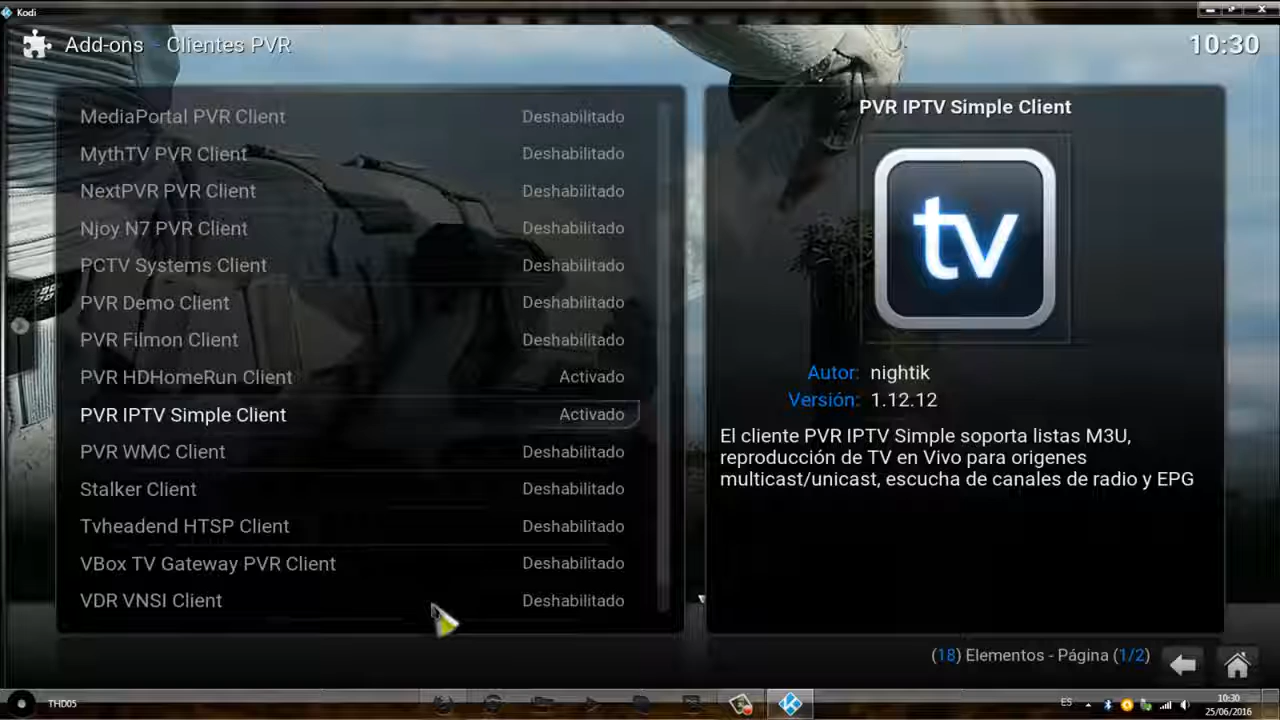 Kodi
Add-ons - Clientes PVR
10:30
MediaPortal PVR Client Deshabilitado
MythTV PVR Client Deshabilitado
NextPVR PVR Client Deshabilitado
Njoy N7 PVR Client Deshabilitado
PCTV Systems Client Deshabilitado
PVR Demo Client Deshabilitado
PVR Filmon Client Deshabilitado
PVR HDHomeRun Client Activado
PVR IPTV Simple Client Activado
PVR WMC Client Deshabilitado
Stalker Client Deshabilitado
Tvheadend HTSP Client Deshabilitado
VBox TV Gateway PVR Client Deshabilitado
VDR VNSI Client Deshabilitado
PVR IPTV Simple Client
tv
Autor: nightik
Versión: 1.12.12
El cliente PVR IPTV Simple soporta listas M3U,
reproducción de TV en Vivo para origenes
multicast/unicast, escucha de canales de radio y EPG
(18) Elementos - Página (1/2)
THD05
ES
10:30
25/06/2016